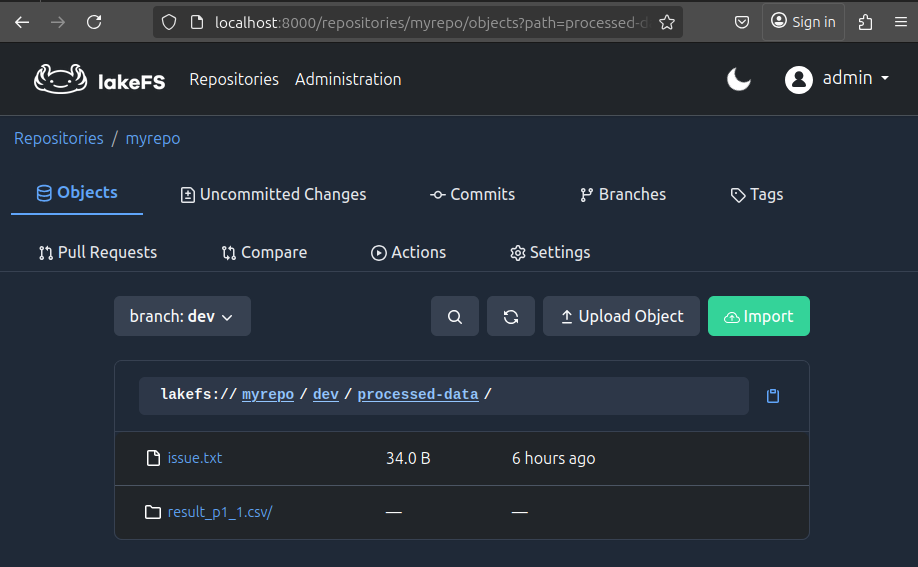 localhost:8000/repositories/myrepo/objects?path=processed-d
Sign in
lakeFS Repositories Administration
admin
Repositories / myrepo
Objects Uncommitted Changes Commits Branches Tags
Pull Requests Compare Actions Settings
branch: dev Upload Object Import
lakefs:// myrepo / dev / processed-data /
issue.txt 34.0 B 6 hours ago
result_p1_1.csv/ — —